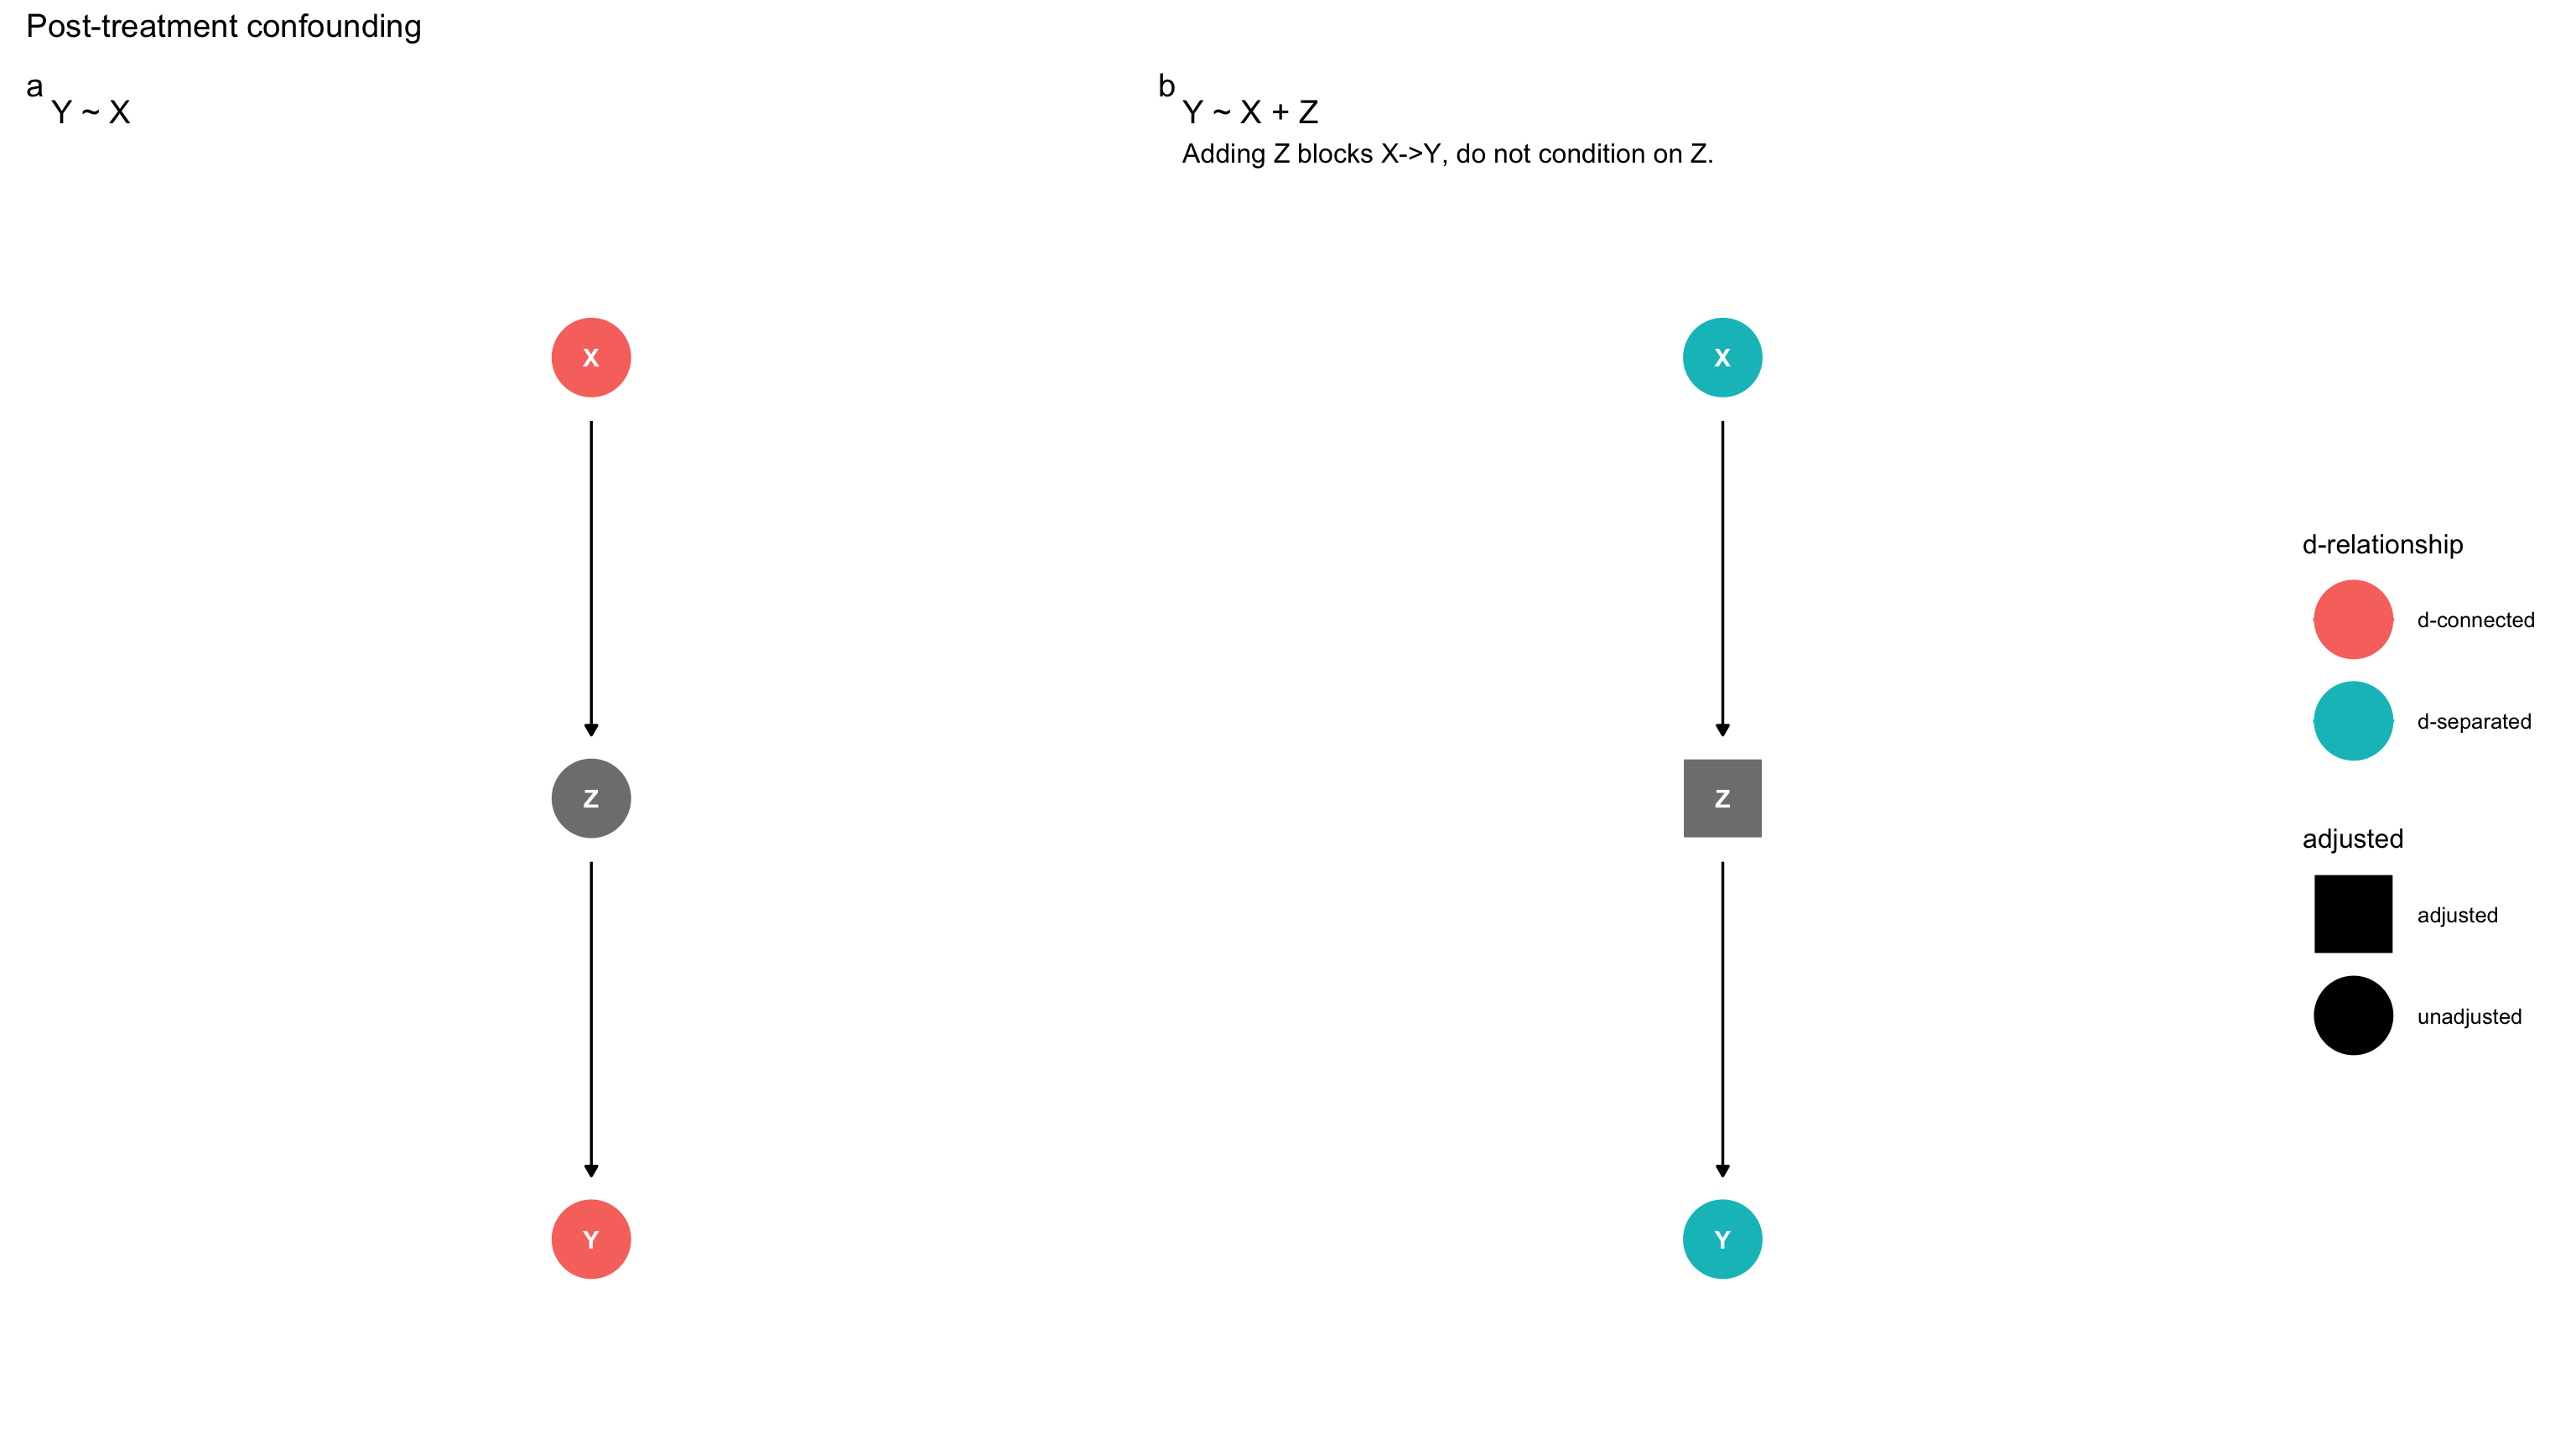 Post-treatment confounding
a
Y ~ X
b
Y ~ X + Z
Adding Z blocks X->Y, do not condition on Z.
X
Z
Y
X
Z
Y
d-relationship
d-connected
d-separated
adjusted
adjusted
unadjusted